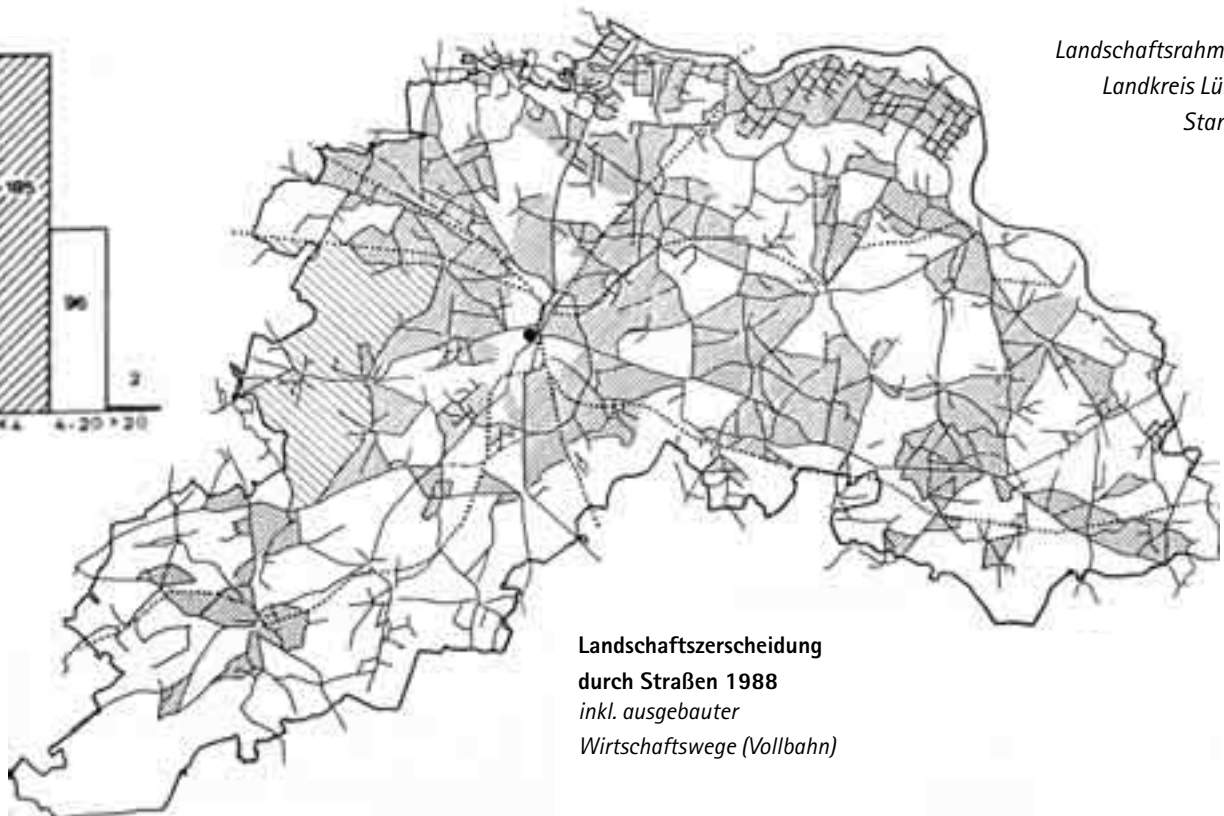 Landschaftsrahm
Landkreis Lü
Star
185
96
2
4-20 >20
Landschaftszerscheidung
durch Straßen 1988
inkl. ausgebauter
Wirtschaftswege (Vollbahn)